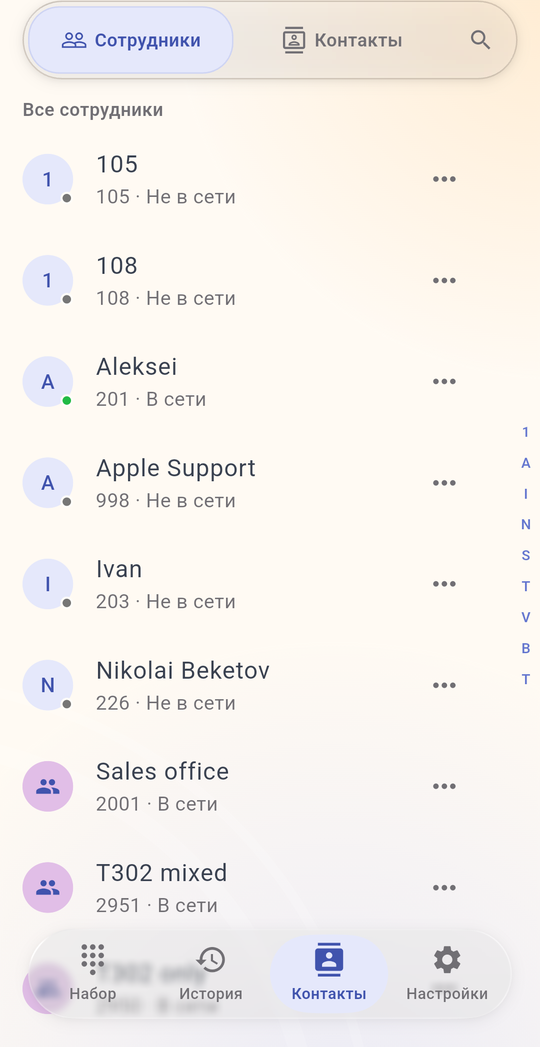 Сотрудники
Контакты
Все сотрудники
1
105
105 · Не в сети
1
108
108 · Не в сети
A
Aleksei
201 · В сети
A
Apple Support
998 · Не в сети
I
Ivan
203 · Не в сети
N
Nikolai Beketov
226 · Не в сети
Sales office
2001 · В сети
T302 mixed
2951 · В сети
1
A
I
N
S
T
V
В
Т
Набор
История
Контакты
Настройки